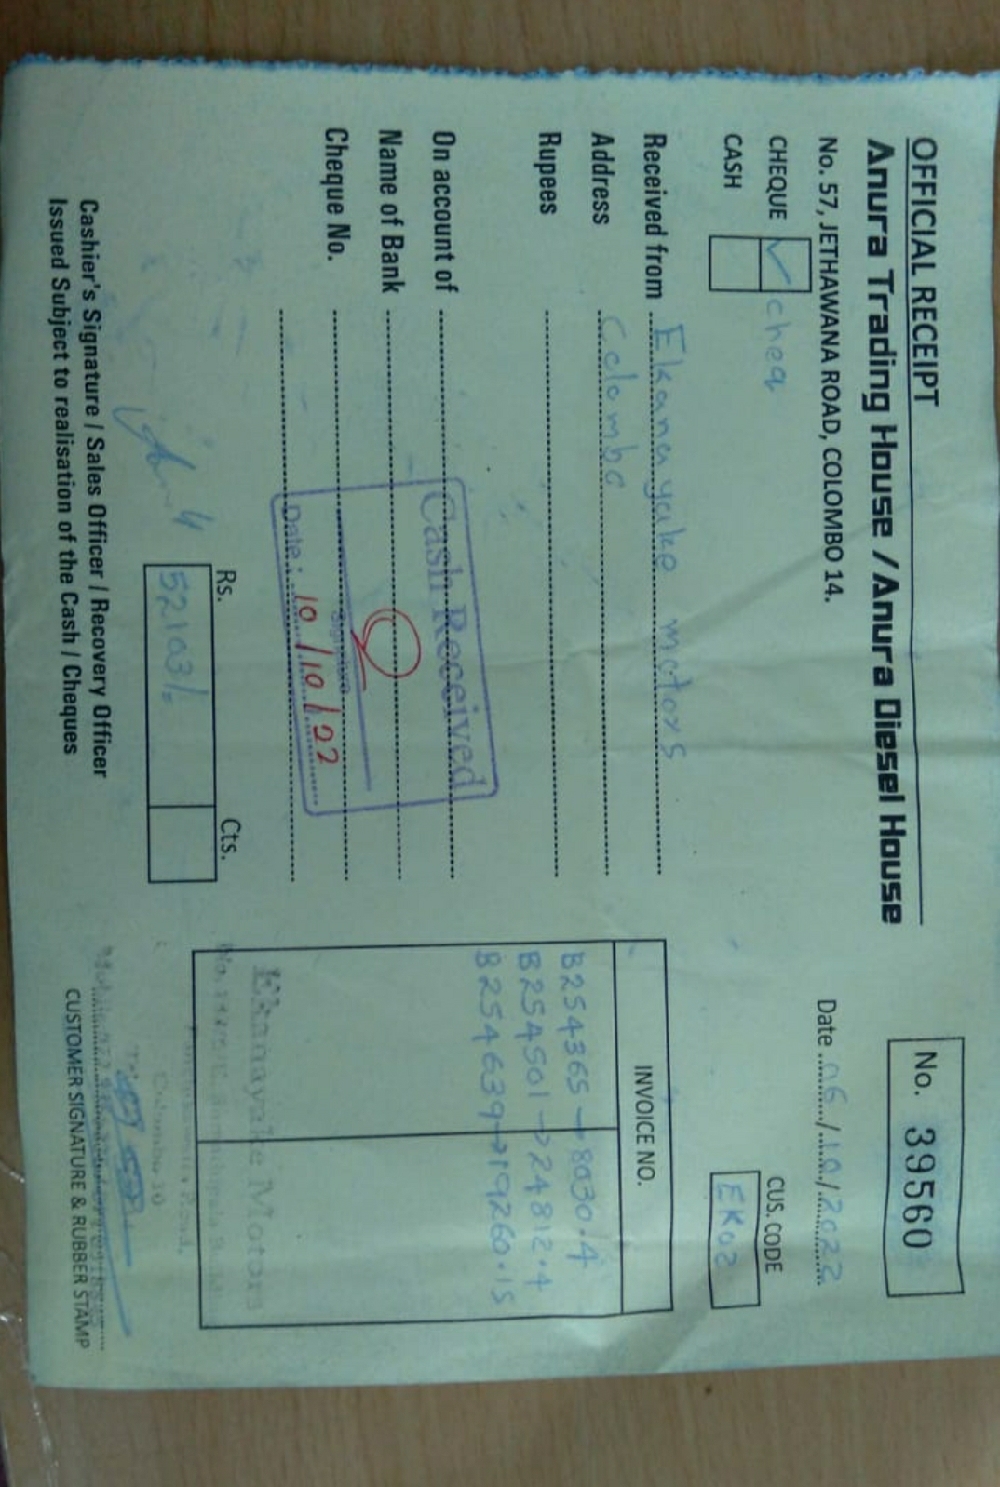 OFFICIAL RECEIPT
Anura Trading House / Anura Diesel House
No. 57, JETHAWANA ROAD, COLOMBO 14.
No. 39560
Date 06/10/2022
CHEQUE ✓ cheq
CASH
CUS. CODE
EK02
Received from Ekanayake motors
Address Colombo
Rupees
On account of
Name of Bank
Cheque No.
Cash Received
Signature
Date: 10/10/22
INVOICE NO.
B254365 → 8030.4
B254501 → 24812.4
B254639 → 19260.15
Ekanayake Motors
Colombo 10
Rs. Cts.
52103/-
Cashier's Signature / Sales Officer / Recovery Officer
Issued Subject to realisation of the Cash / Cheques
CUSTOMER SIGNATURE & RUBBER STAMP